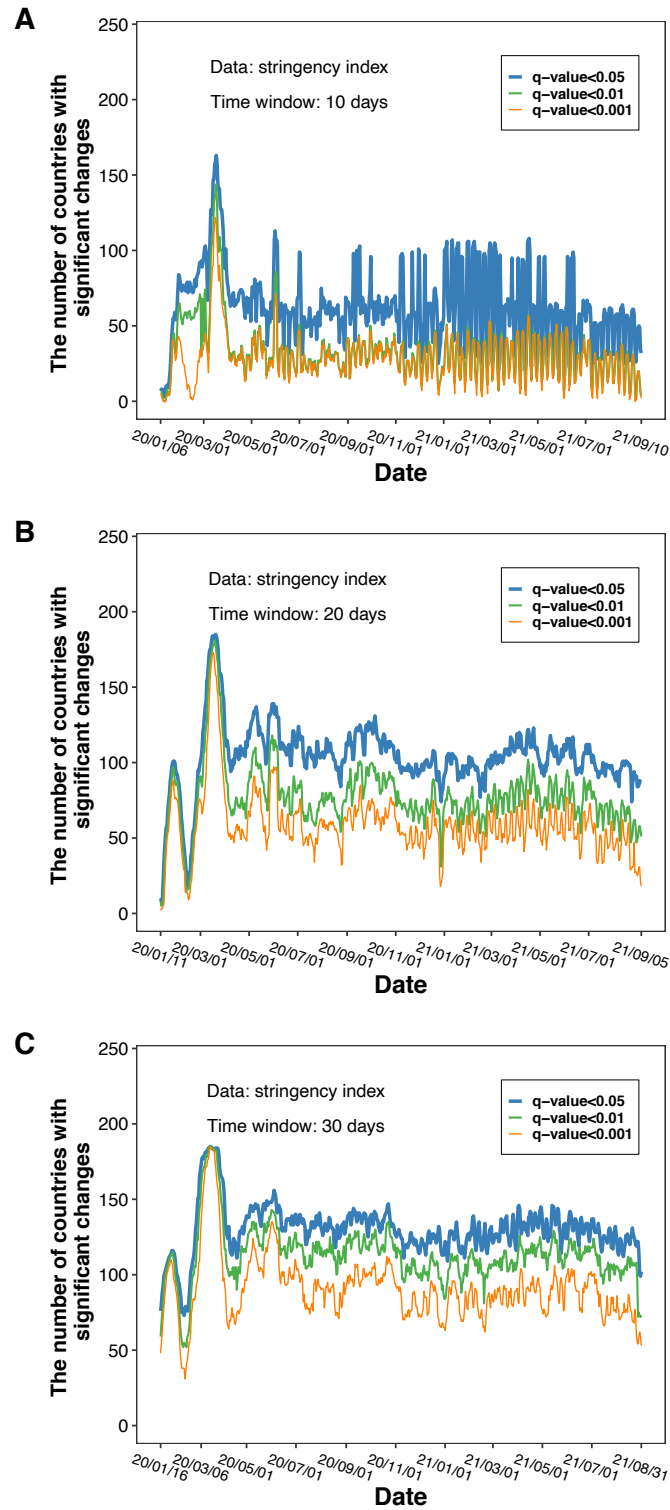 A
The number of countries with
significant changes
250
200
150
100
50
0
Data: stringency index
Time window: 10 days
q−value<0.05
q−value<0.01
q−value<0.001
20/01/06
20/03/01
20/05/01
20/07/01
20/09/01
20/11/01
21/01/01
21/03/01
21/05/01
21/07/01
21/09/10
Date
B
The number of countries with
significant changes
250
200
150
100
50
0
Data: stringency index
Time window: 20 days
q−value<0.05
q−value<0.01
q−value<0.001
20/01/11
20/03/01
20/05/01
20/07/01
20/09/01
20/11/01
21/01/01
21/03/01
21/05/01
21/07/01
21/09/05
Date
C
The number of countries with
significant changes
250
200
150
100
50
0
Data: stringency index
Time window: 30 days
q−value<0.05
q−value<0.01
q−value<0.001
20/01/16
20/03/06
20/05/01
20/07/01
20/09/01
20/11/01
21/01/01
21/03/01
21/05/01
21/07/01
21/08/31
Date